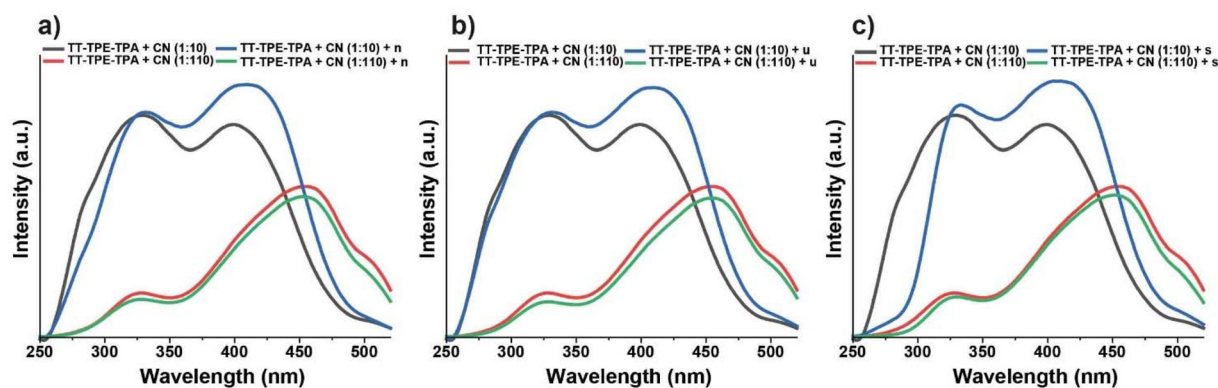 a)
TT-TPE-TPA + CN (1:10) TT-TPE-TPA + CN (1:10) + n
TT-TPE-TPA + CN (1:110) TT-TPE-TPA + CN (1:110) + n
Intensity (a.u.)
250 300 350 400 450 500
Wavelength (nm)
b)
TT-TPE-TPA + CN (1:10) TT-TPE-TPA + CN (1:10) + u
TT-TPE-TPA + CN (1:110) TT-TPE-TPA + CN (1:110) + u
Intensity (a.u.)
250 300 350 400 450 500
Wavelength (nm)
c)
TT-TPE-TPA + CN (1:10) TT-TPE-TPA + CN (1:10) + s
TT-TPE-TPA + CN (1:110) TT-TPE-TPA + CN (1:110) + s
Intensity (a.u.)
250 300 350 400 450 500
Wavelength (nm)